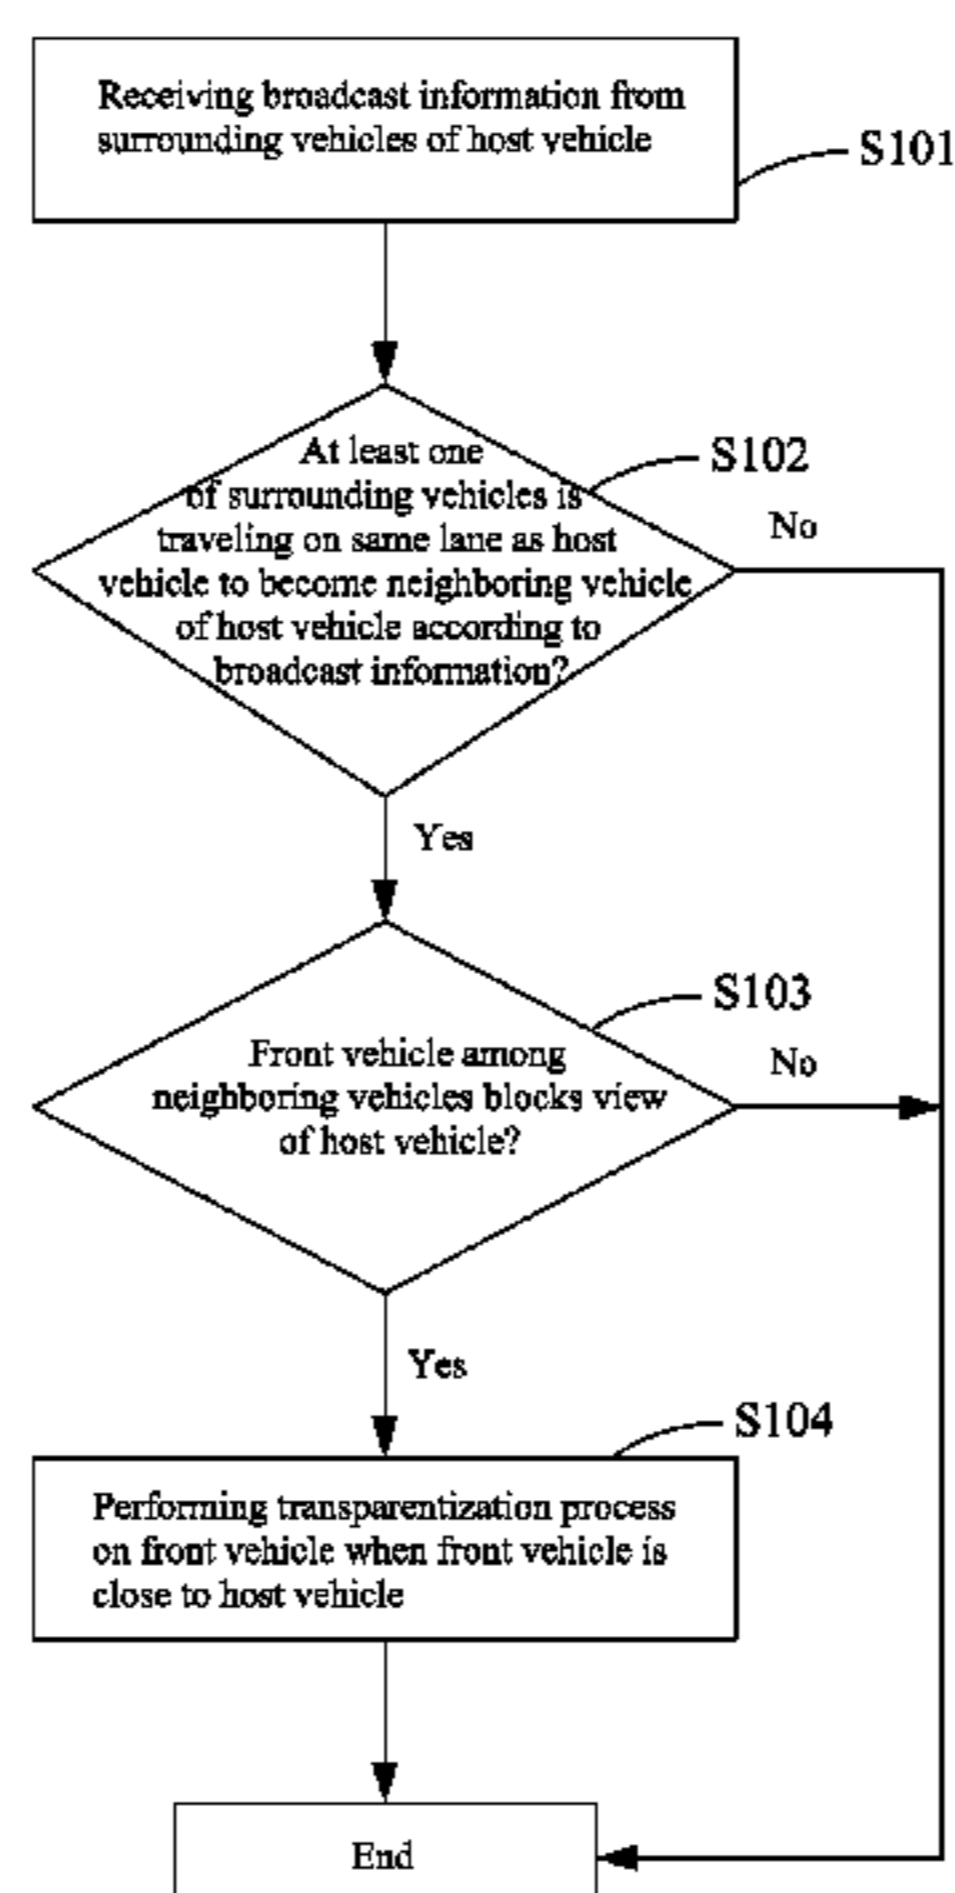 Receiving broadcast information from
surrounding vehicles of host vehicle
S101
At least one
of surrounding vehicles is
traveling on same lane as host
vehicle to become neighboring vehicle
of host vehicle according to
broadcast information?
S102
No
Yes
S103
Front vehicle among
neighboring vehicles blocks view
of host vehicle?
No
Yes
S104
Performing transparentization process
on front vehicle when front vehicle is
close to host vehicle
End